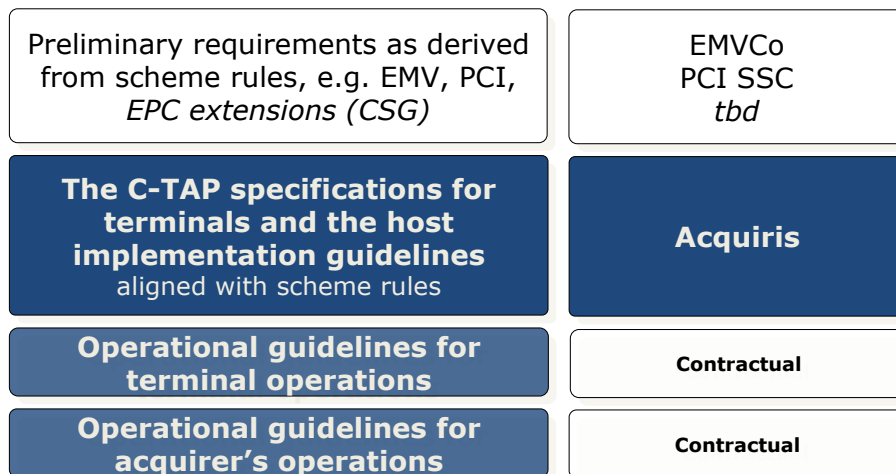 Preliminary requirements as derived
from scheme rules, e.g. EMV, PCI,
EPC extensions (CSG)
EMVCo
PCI SSC
tbd
The C-TAP specifications for
terminals and the host
implementation guidelines
aligned with scheme rules
Acquiris
Operational guidelines for
terminal operations
Contractual
Operational guidelines for
acquirer’s operations
Contractual